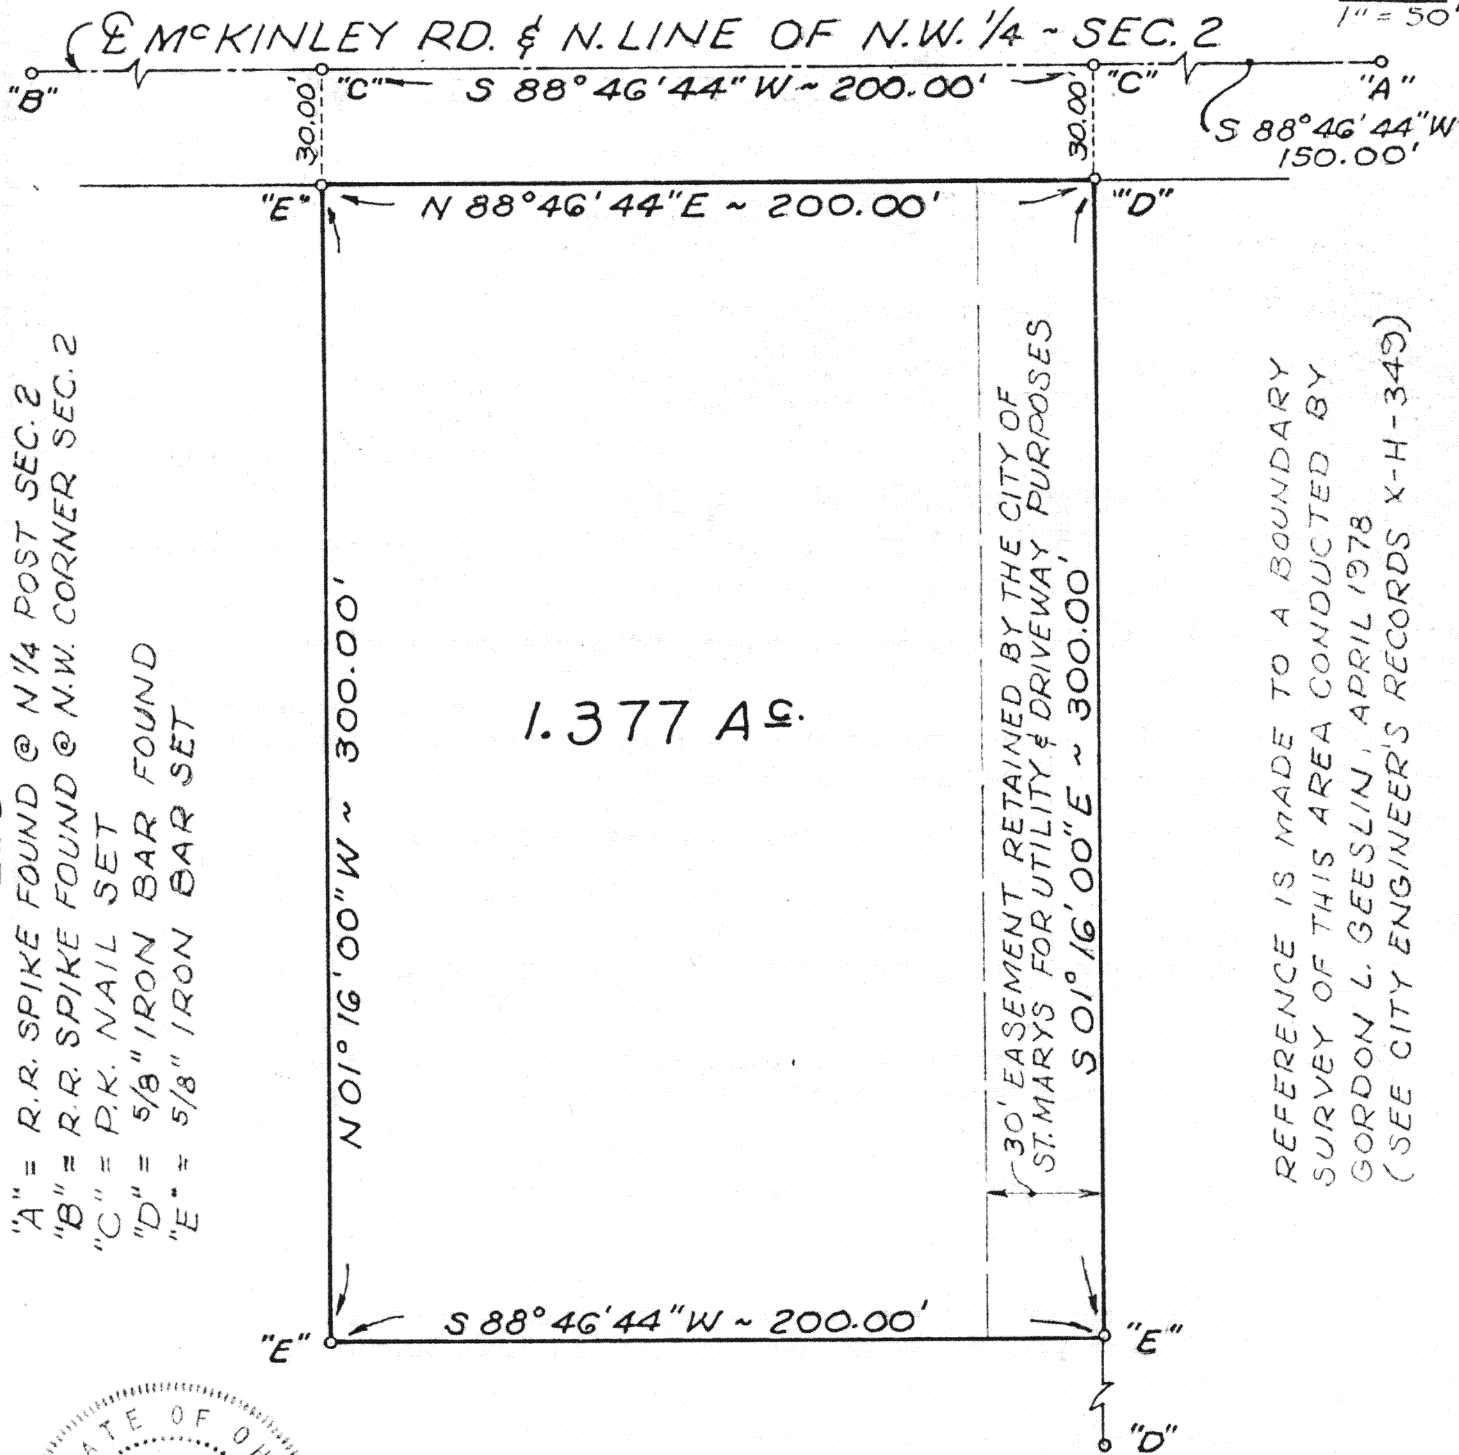 1" = 50'
℄ McKINLEY RD. & N. LINE OF N.W. 1/4 ~ SEC. 2
"B"
"C"
S 88° 46' 44" W ~ 200.00'
"C"
"A"
S 88° 46' 44" W
150.00'
30.00'
30.00'
"E"
N 88° 46' 44" E ~ 200.00'
"D"
"A" = R.R. SPIKE FOUND @ N 1/4 POST SEC. 2
"B" = R.R. SPIKE FOUND @ N.W. CORNER SEC. 2
"C" = P.K. NAIL SET
"D" = 5/8" IRON BAR FOUND
"E" = 5/8" IRON BAR SET
N 01° 16' 00" W ~ 300.00'
1.377 Ac.
30' EASEMENT RETAINED BY THE CITY OF
ST. MARYS FOR UTILITY & DRIVEWAY PURPOSES
S 01° 16' 00" E ~ 300.00'
REFERENCE IS MADE TO A BOUNDARY
SURVEY OF THIS AREA CONDUCTED BY
GORDON L. GEESLIN, APRIL 1978
(SEE CITY ENGINEER'S RECORDS X-H-349)
"E"
S 88° 46' 44" W ~ 200.00'
"E"
"D"
ATE OF OH